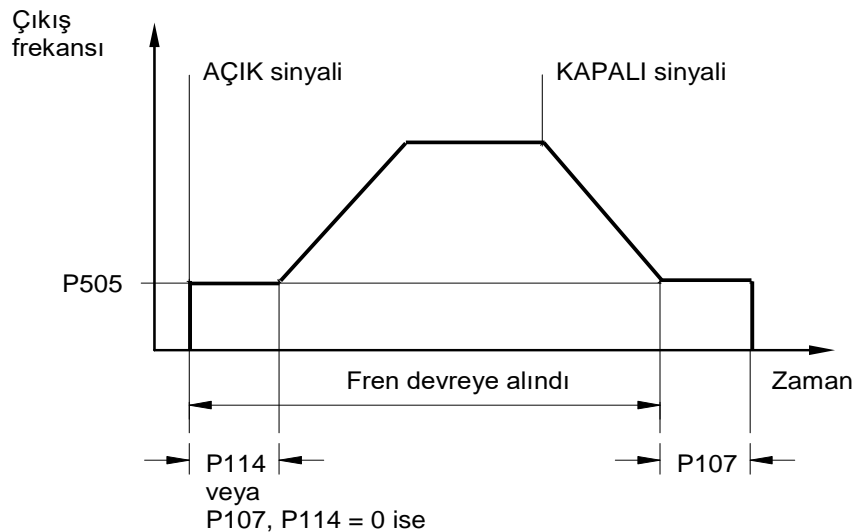 Çıkış
frekansı
AÇIK sinyali
KAPALI sinyali
P505
Fren devreye alındı
Zaman
P114
veya
P107, P114 = 0 ise
P107